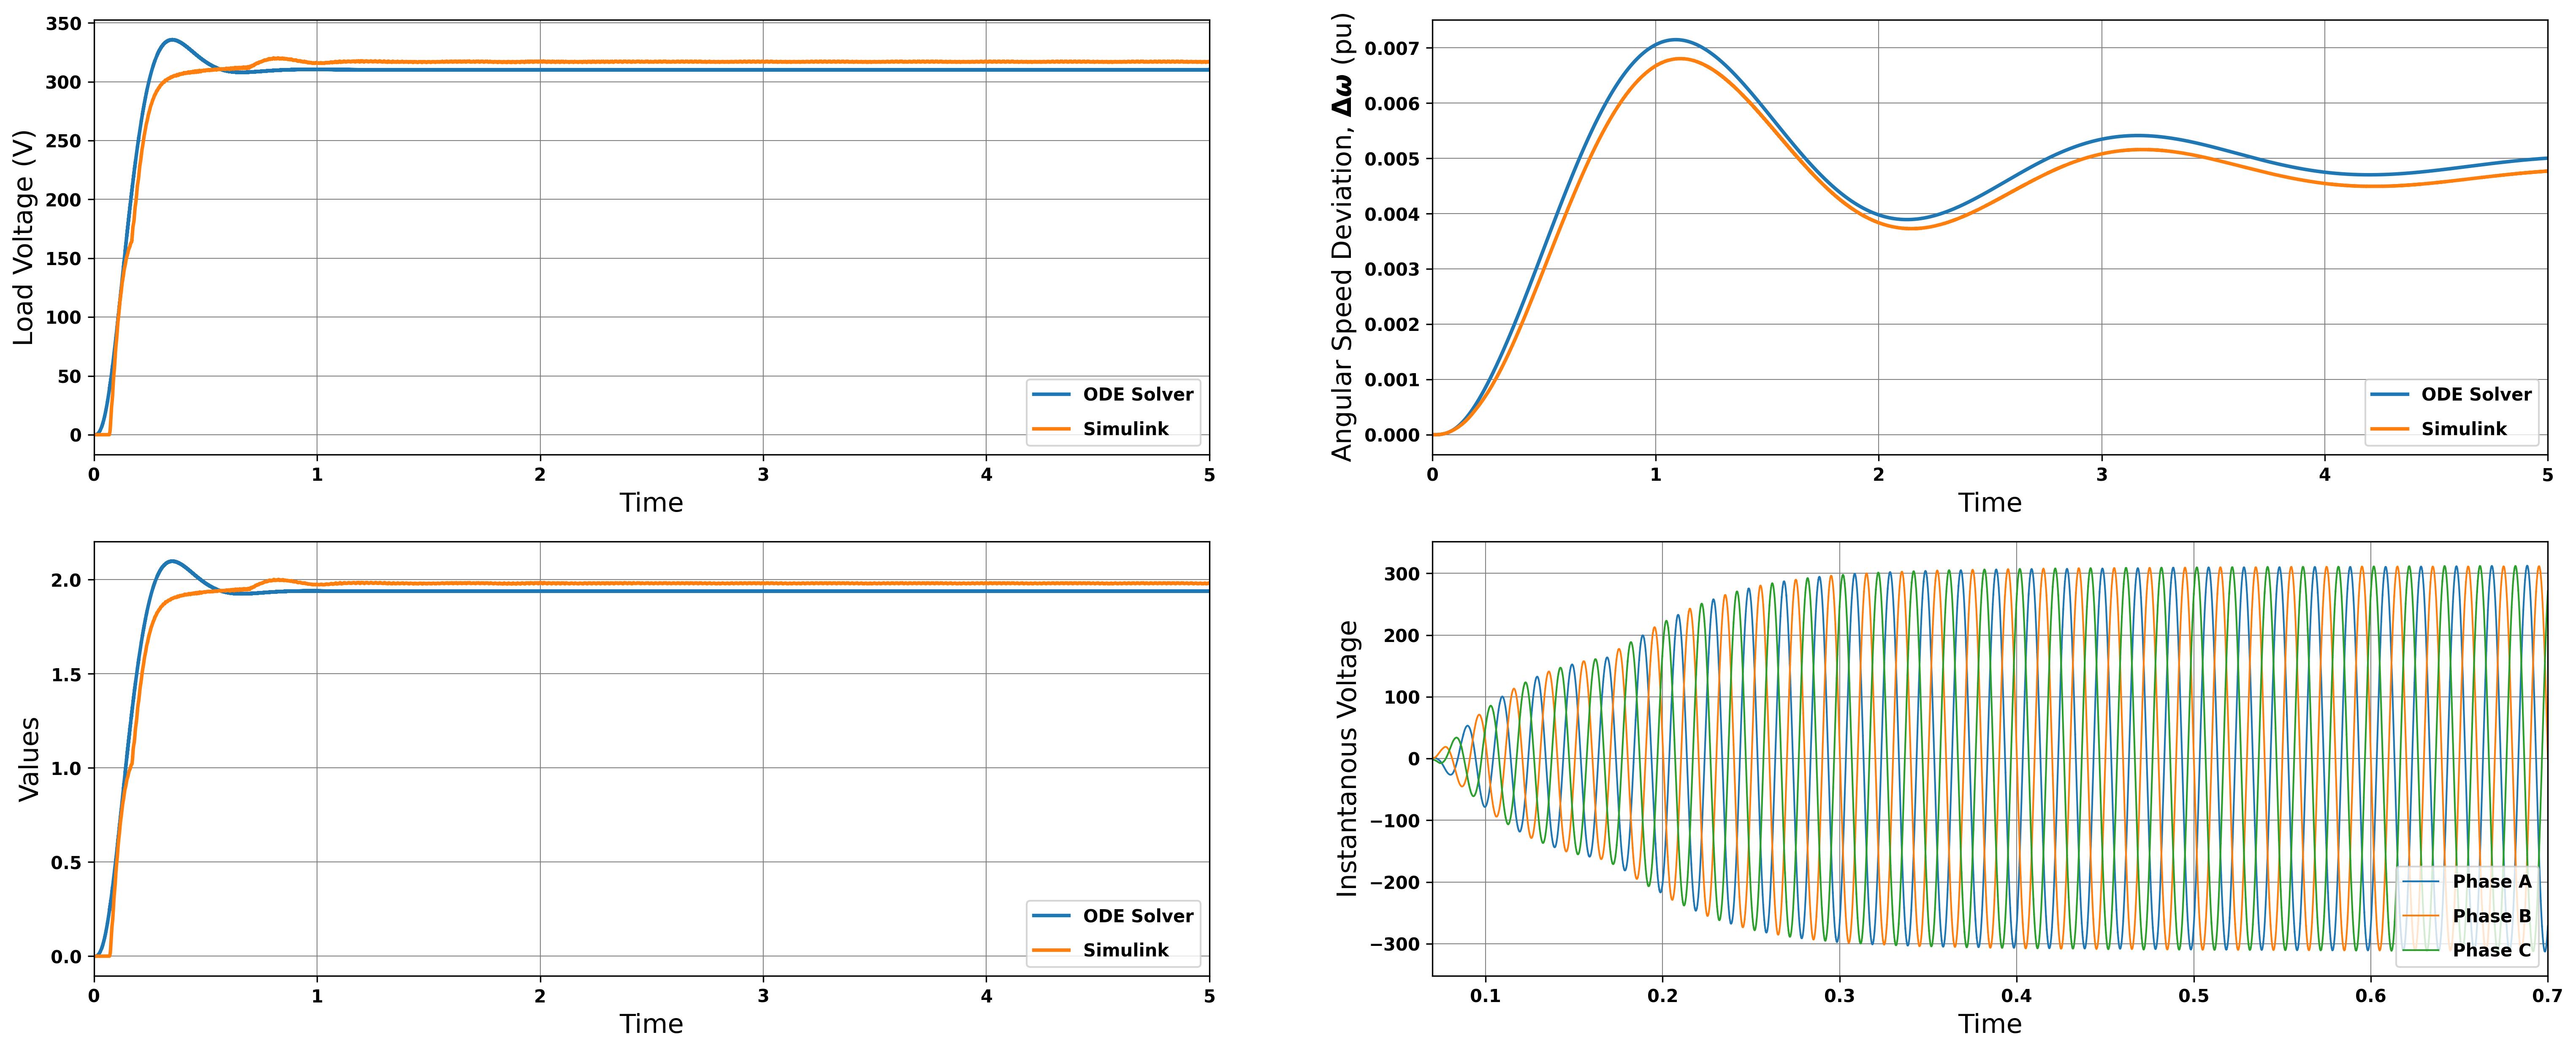 350
300
250
200
150
100
50
0
Load Voltage (V)
0 1 2 3 4 5
Time
ODE Solver
Simulink
0.007
0.006
0.005
0.004
0.003
0.002
0.001
0.000
Angular Speed Deviation, Δω (pu)
0 1 2 3 4 5
Time
ODE Solver
Simulink
2.0
1.5
1.0
0.5
0.0
Values
0 1 2 3 4 5
Time
ODE Solver
Simulink
300
200
100
0
−100
−200
−300
Instantanous Voltage
0.1 0.2 0.3 0.4 0.5 0.6 0.7
Time
Phase A
Phase B
Phase C